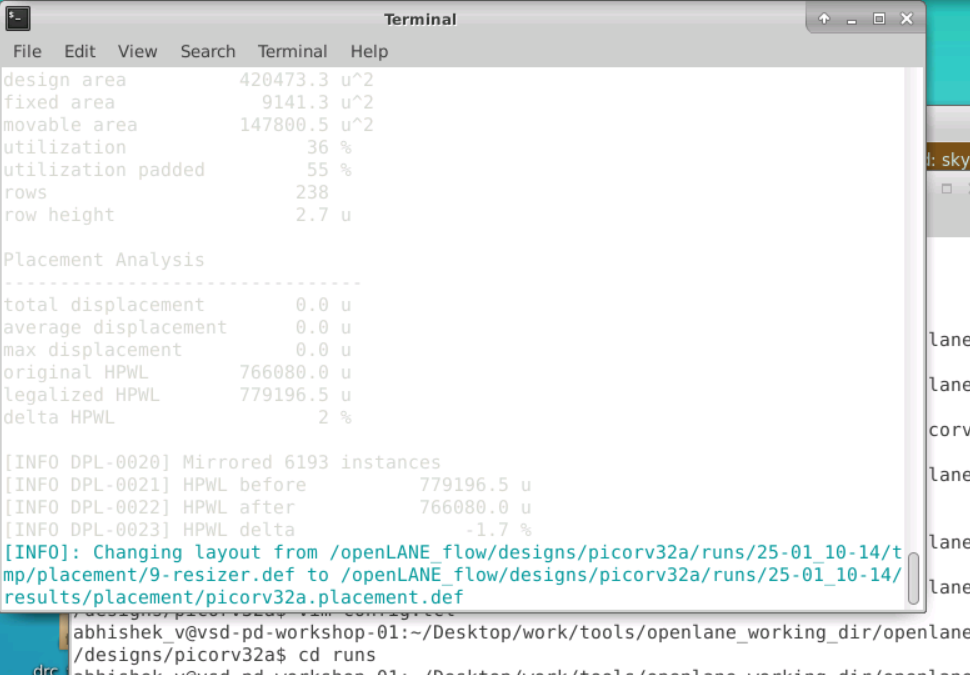 Terminal
File Edit View Search Terminal Help
design area 420473.3 u^2
fixed area 9141.3 u^2
movable area 147800.5 u^2
utilization 36 %
utilization padded 55 %
rows 238
row height 2.7 u
Placement Analysis
--------------------------------
total displacement 0.0 u
average displacement 0.0 u
max displacement 0.0 u
original HPWL 766080.0 u
legalized HPWL 779196.5 u
delta HPWL 2 %
[INFO DPL-0020] Mirrored 6193 instances
[INFO DPL-0021] HPWL before 779196.5 u
[INFO DPL-0022] HPWL after 766080.0 u
[INFO DPL-0023] HPWL delta -1.7 %
[INFO]: Changing layout from /openLANE_flow/designs/picorv32a/runs/25-01_10-14/t
mp/placement/9-resizer.def to /openLANE_flow/designs/picorv32a/runs/25-01_10-14/
results/placement/picorv32a.placement.def
d: sky
lane
lane
corv
lane
lane
lane
abhishek_v@vsd-pd-workshop-01:~/Desktop/work/tools/openlane_working_dir/openlane
/designs/picorv32a$ cd runs
drc